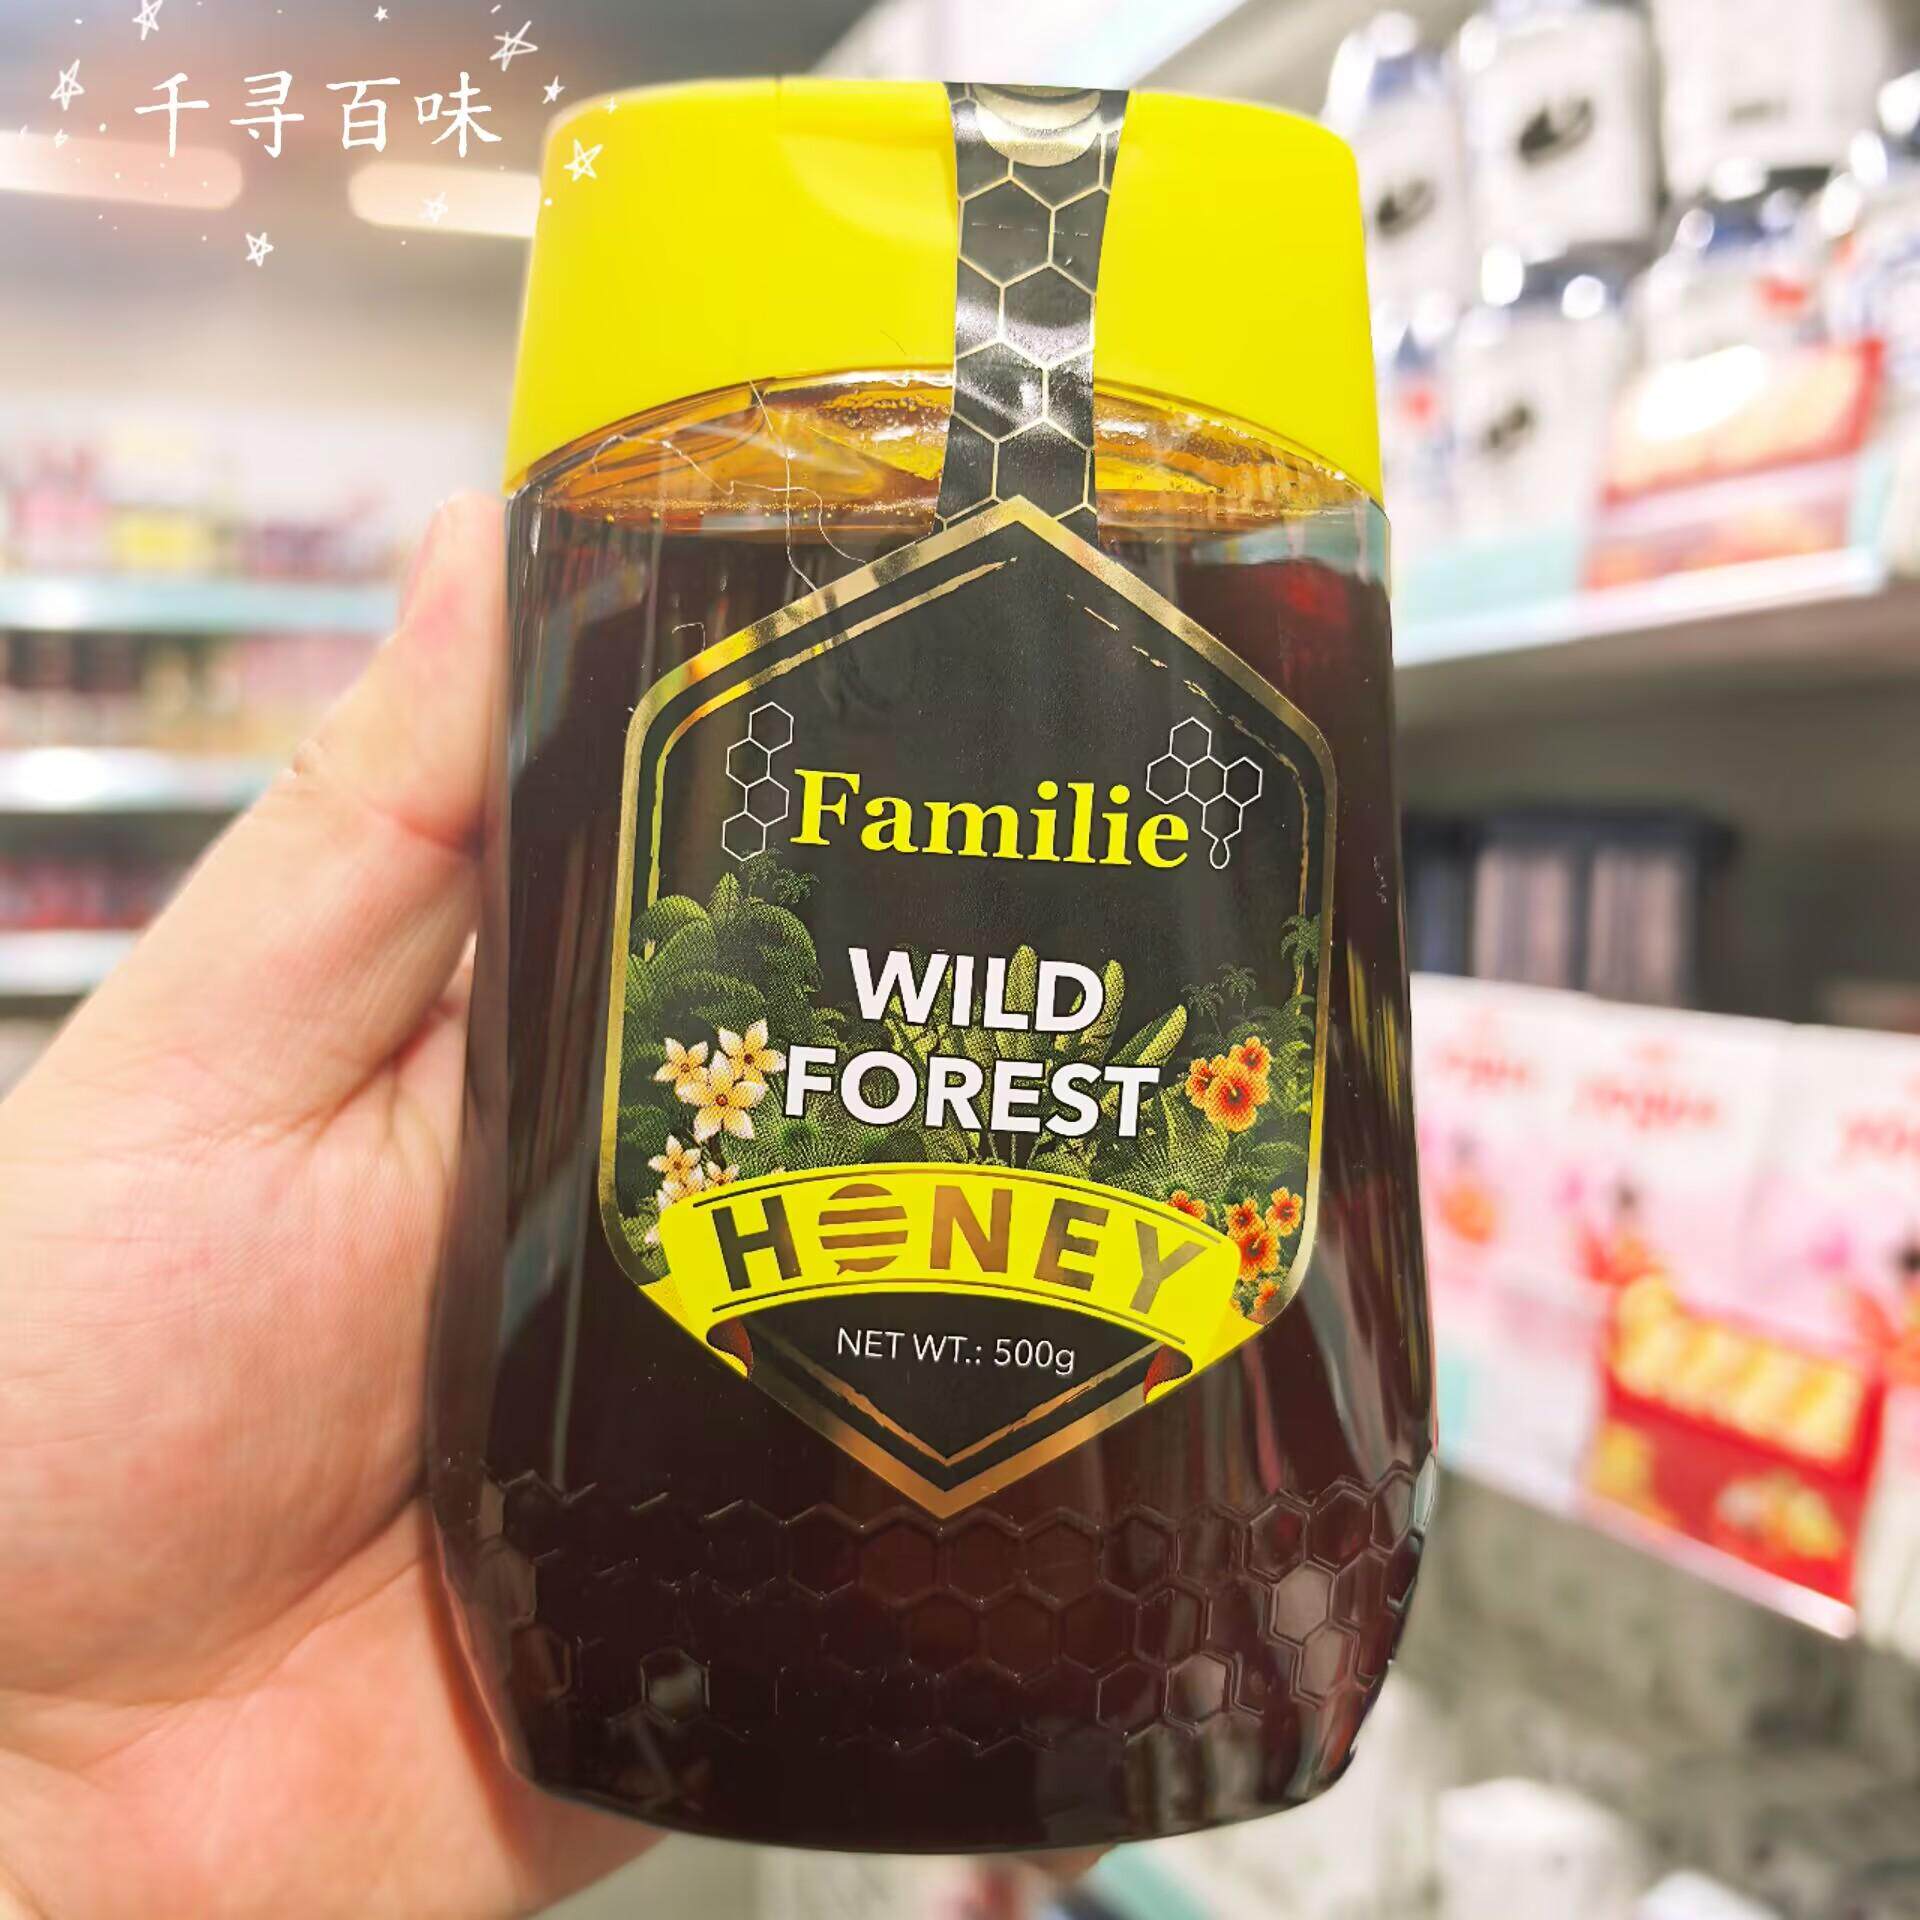 千寻百味
Familie
WILD
FOREST
HONEY
NET WT.: 500g